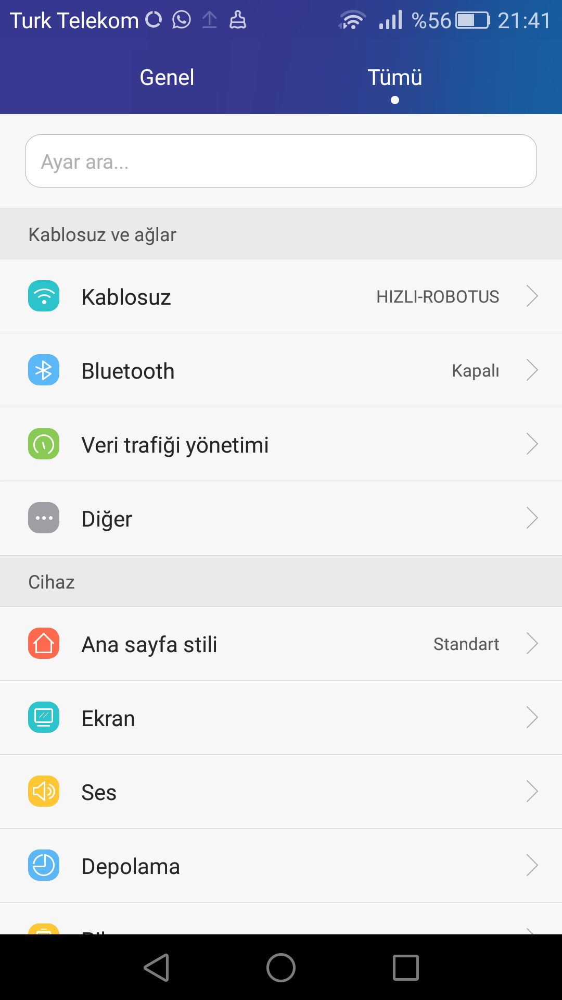 Turk Telekom %56 21:41
Genel Tümü
Ayar ara...
Kablosuz ve ağlar
Kablosuz HIZLI-ROBOTUS
Bluetooth Kapalı
Veri trafiği yönetimi
Diğer
Cihaz
Ana sayfa stili Standart
Ekran
Ses
Depolama